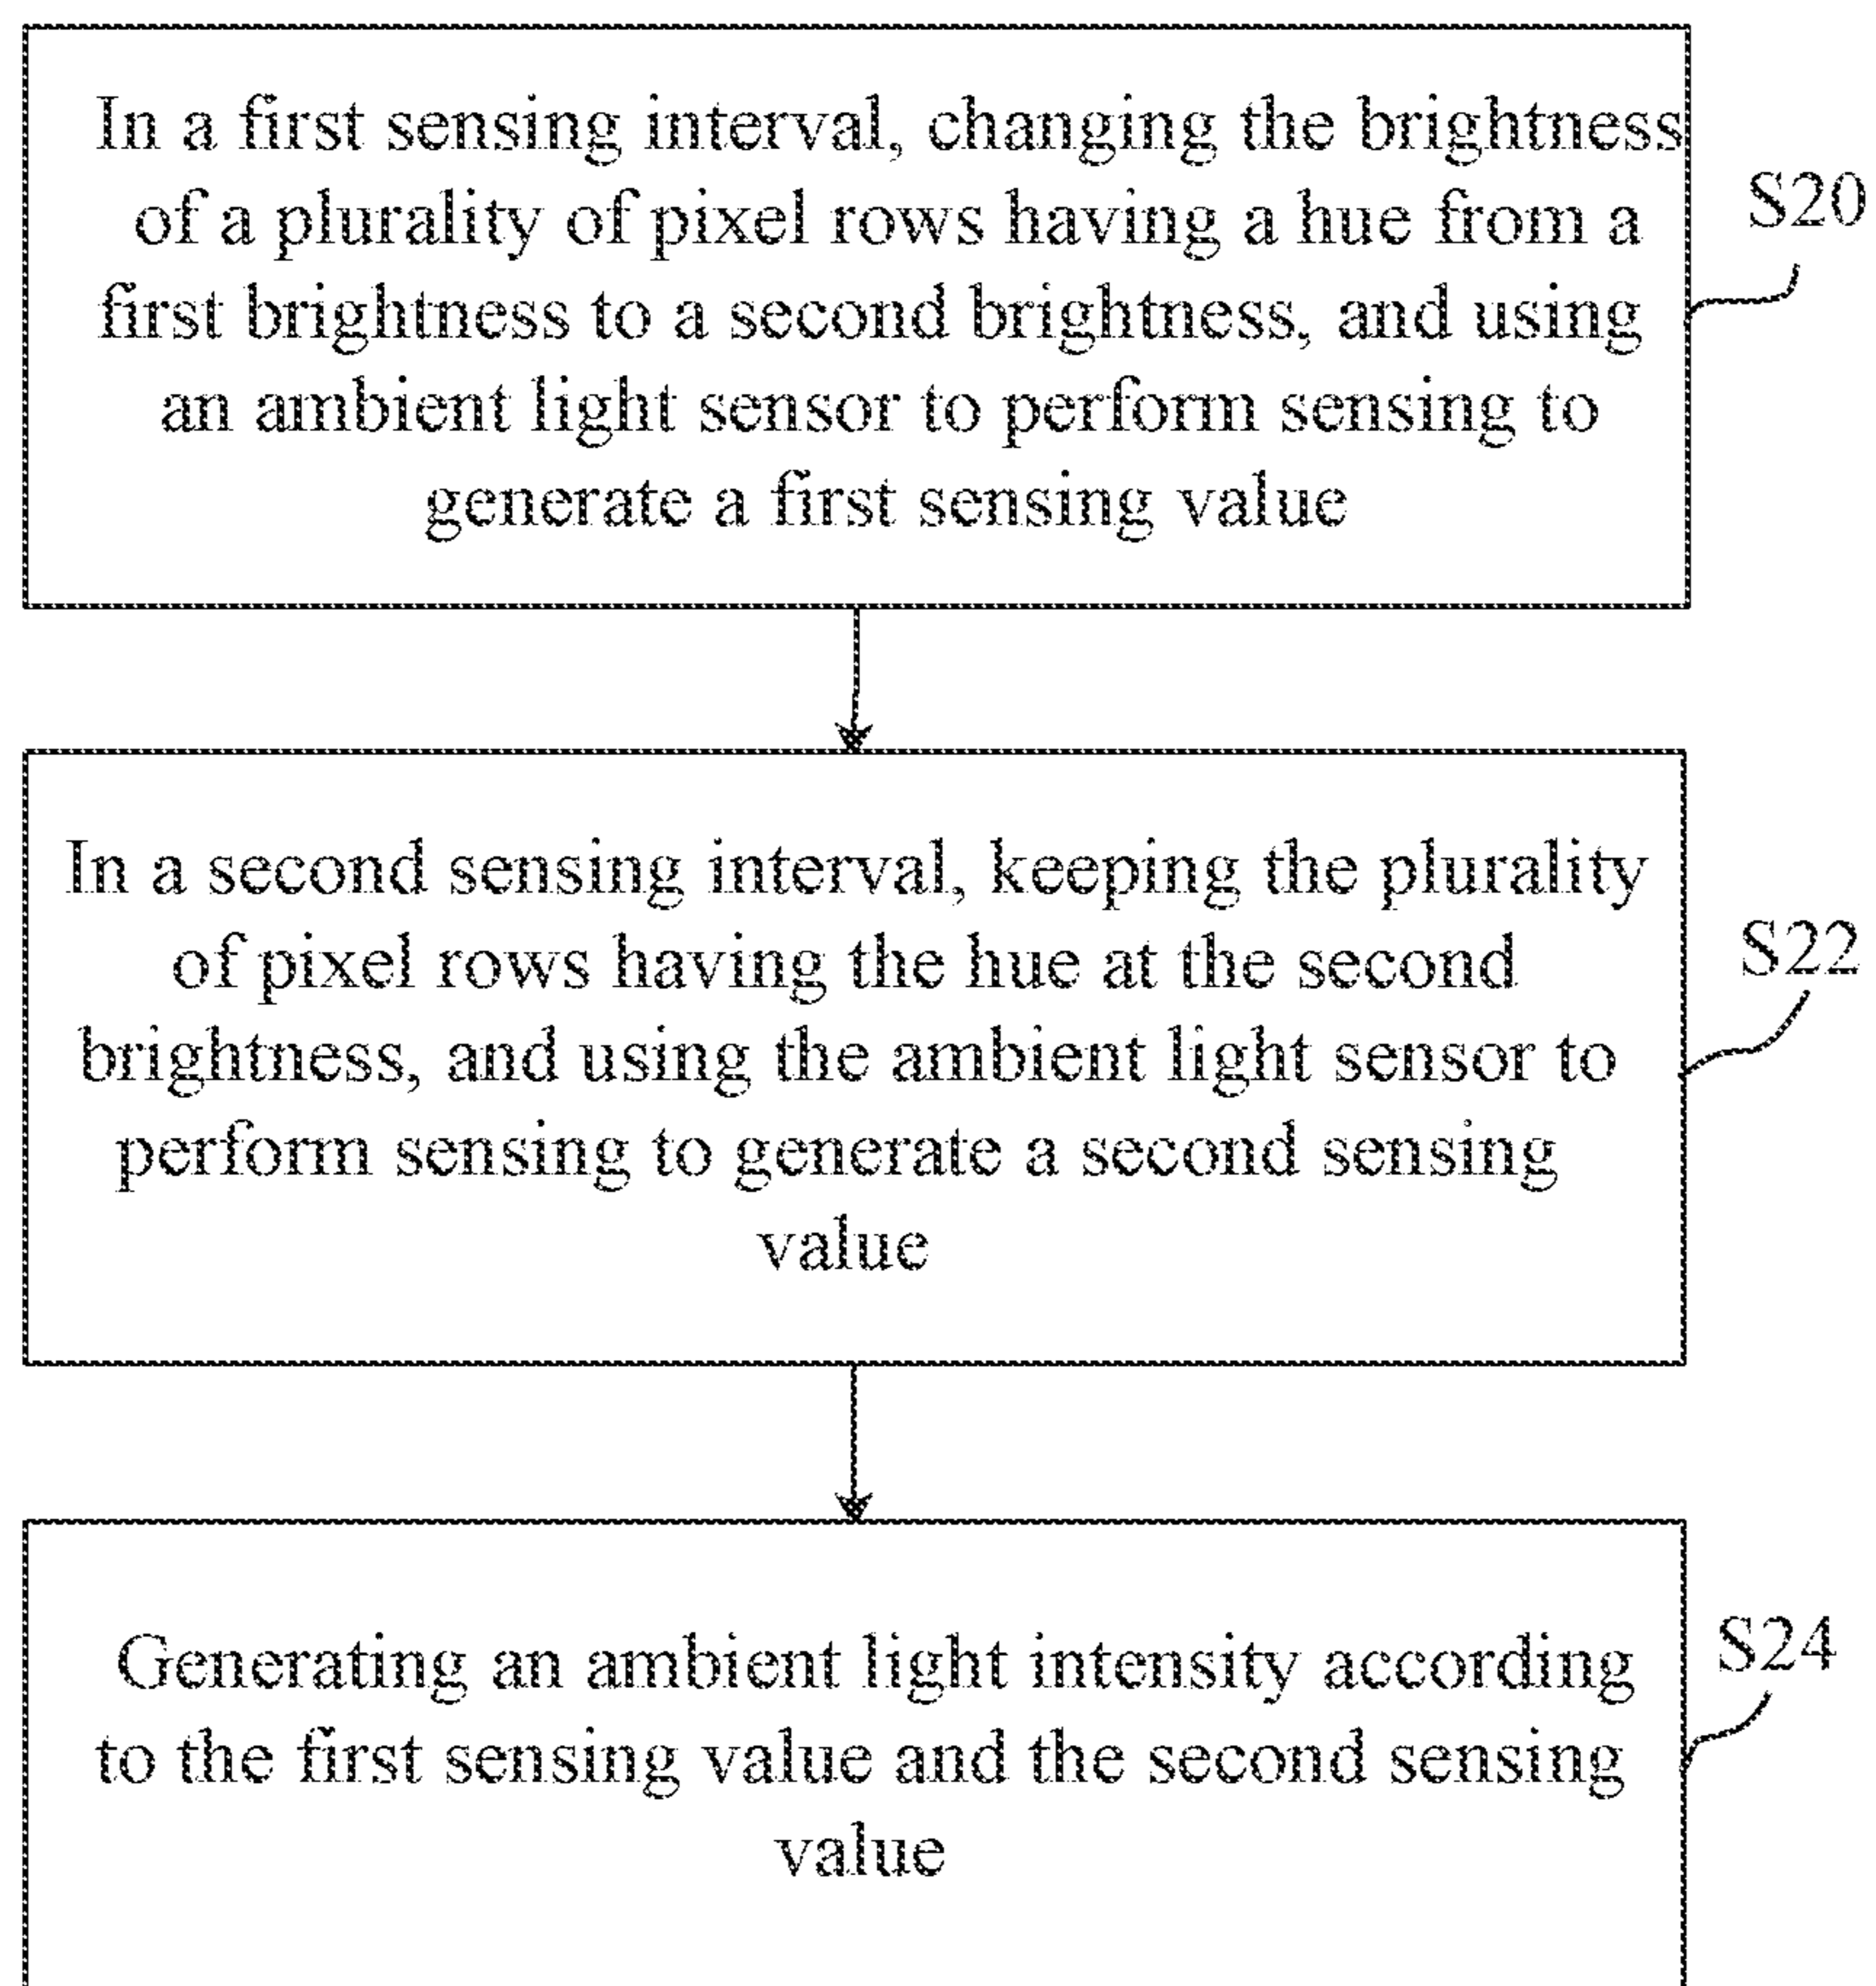 In a first sensing interval, changing the brightness
of a plurality of pixel rows having a hue from a
first brightness to a second brightness, and using
an ambient light sensor to perform sensing to
generate a first sensing value
S20
In a second sensing interval, keeping the plurality
of pixel rows having the hue at the second
brightness, and using the ambient light sensor to
perform sensing to generate a second sensing
value
S22
Generating an ambient light intensity according
to the first sensing value and the second sensing
value
S24